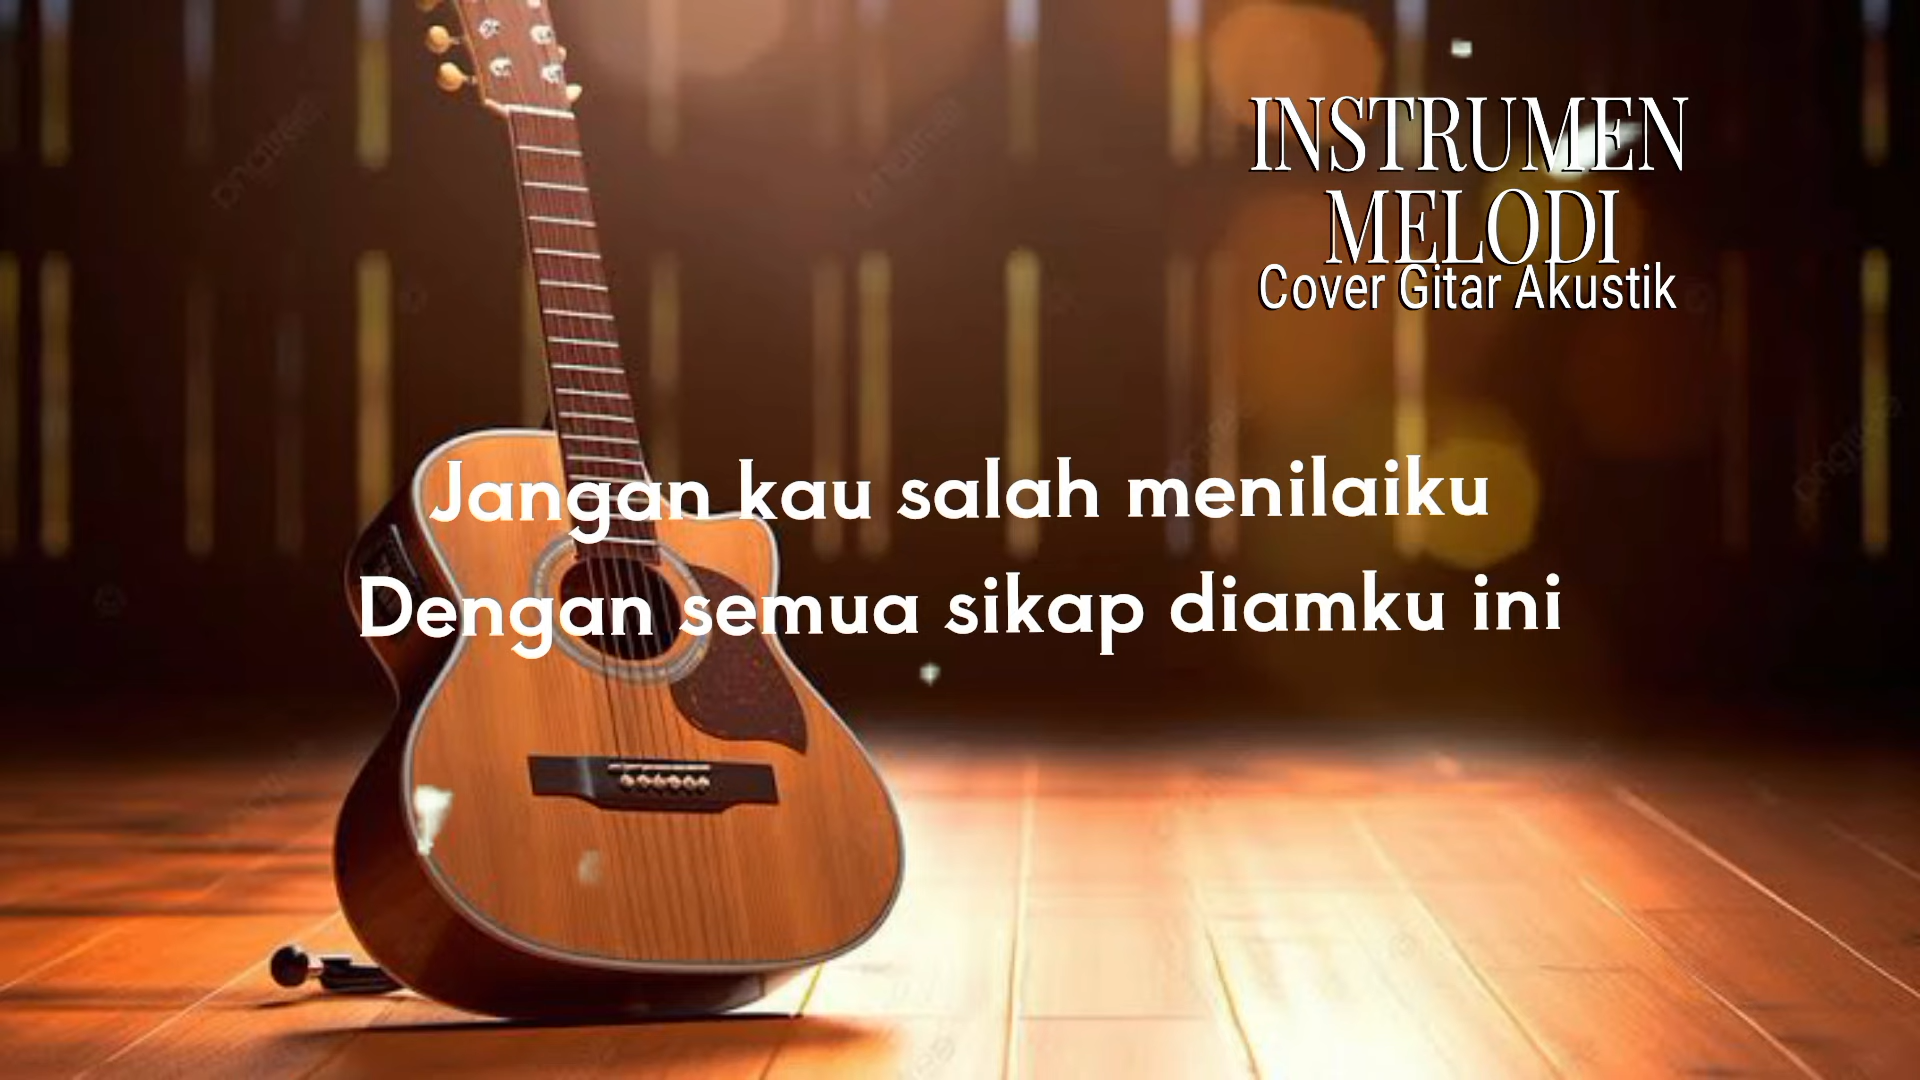 INSTRUMEN
MELODI
Cover Gitar Akustik
Jangan kau salah menilaiku
Dengan semua sikap diamku ini